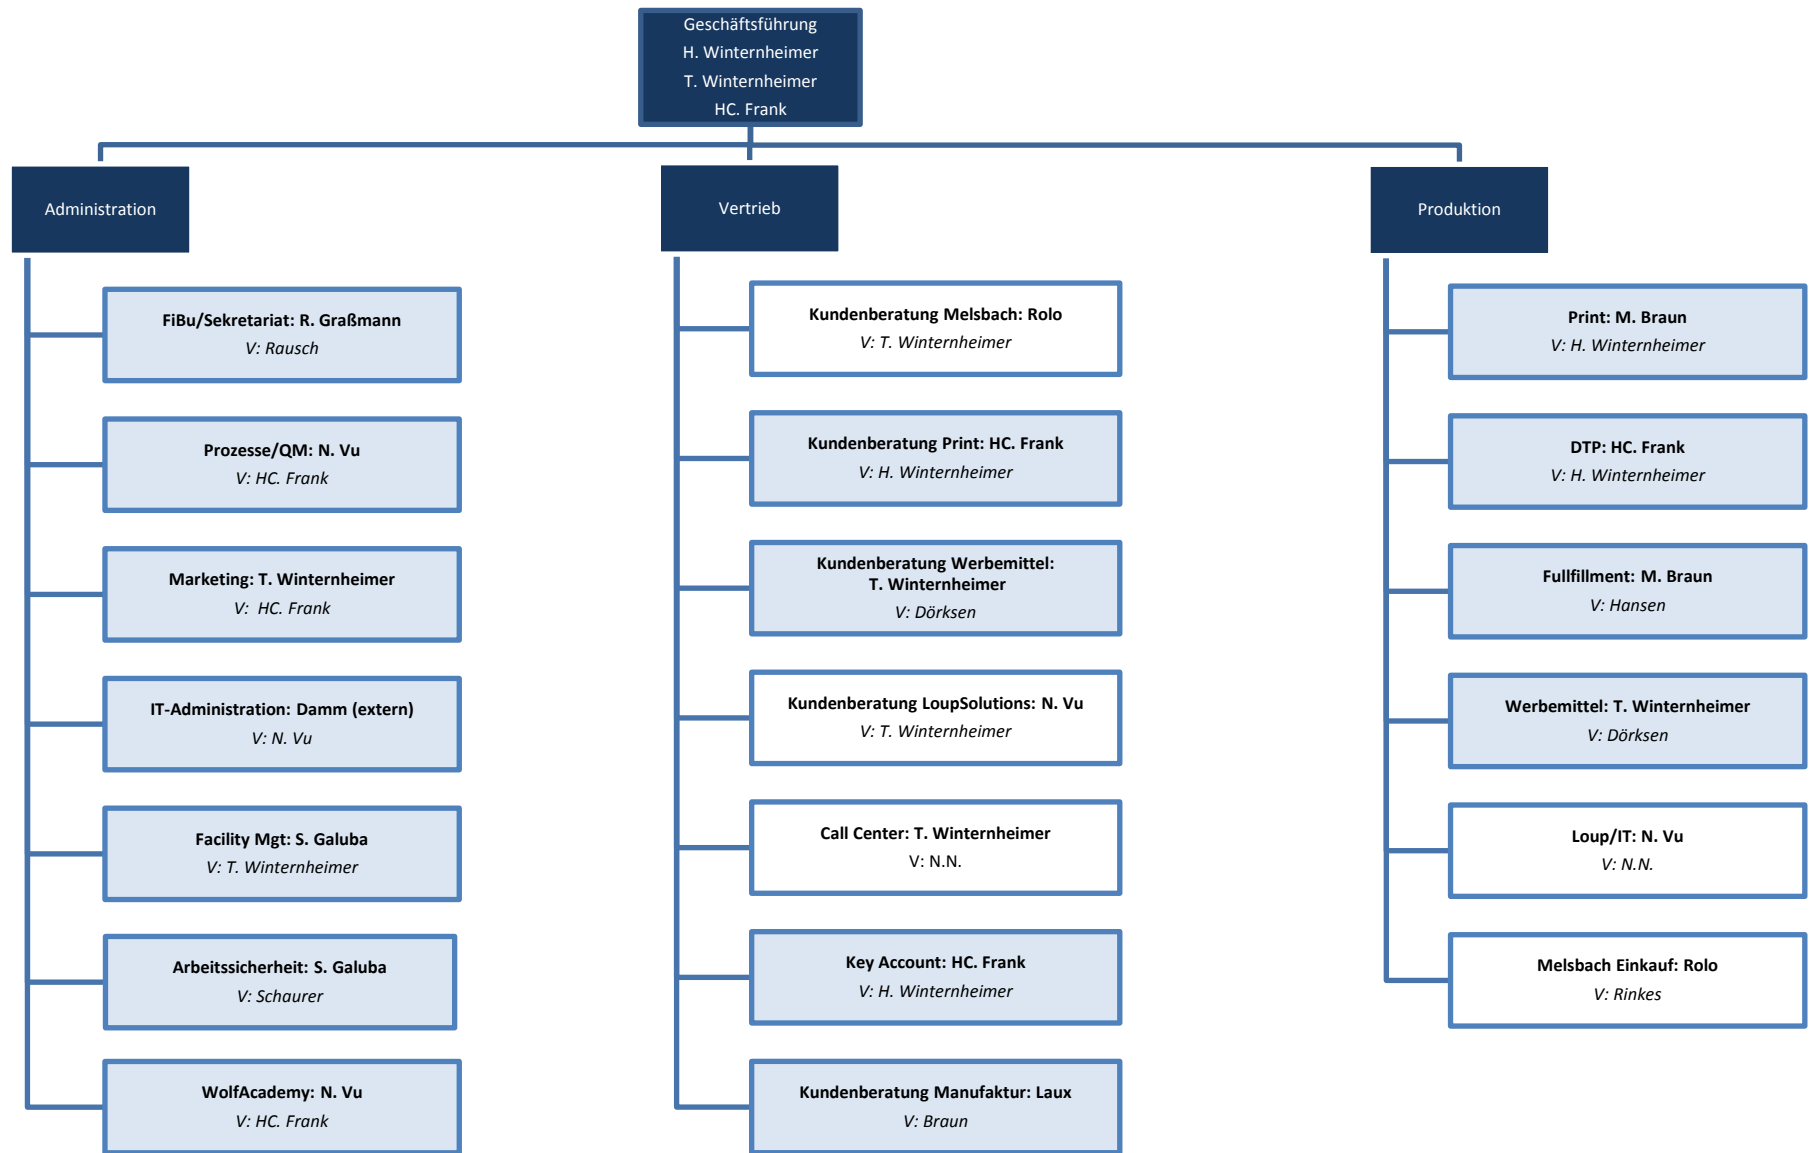 Geschäftsführung
H. Winternheimer
T. Winternheimer
HC. Frank
Administration
FiBu/Sekretariat: R. Graßmann
V: Rausch
Prozesse/QM: N. Vu
V: HC. Frank
Marketing: T. Winternheimer
V:  HC. Frank
IT-Administration: Damm (extern)
V: N. Vu
Facility Mgt: S. Galuba
V: T. Winternheimer
Arbeitssicherheit: S. Galuba
V: Schaurer
WolfAcademy: N. Vu
V: HC. Frank
Vertrieb
Kundenberatung Melsbach: Rolo
V: T. Winternheimer
Kundenberatung Print: HC. Frank
V: H. Winternheimer
Kundenberatung Werbemittel:
T. Winternheimer
V: Dörksen
Kundenberatung LoupSolutions: N. Vu
V: T. Winternheimer
Call Center: T. Winternheimer
V: N.N.
Key Account: HC. Frank
V: H. Winternheimer
Kundenberatung Manufaktur: Laux
V: Braun
Produktion
Print: M. Braun
V: H. Winternheimer
DTP: HC. Frank
V: H. Winternheimer
Fullfillment: M. Braun
V: Hansen
Werbemittel: T. Winternheimer
V: Dörksen
Loup/IT: N. Vu
V: N.N.
Melsbach Einkauf: Rolo
V: Rinkes